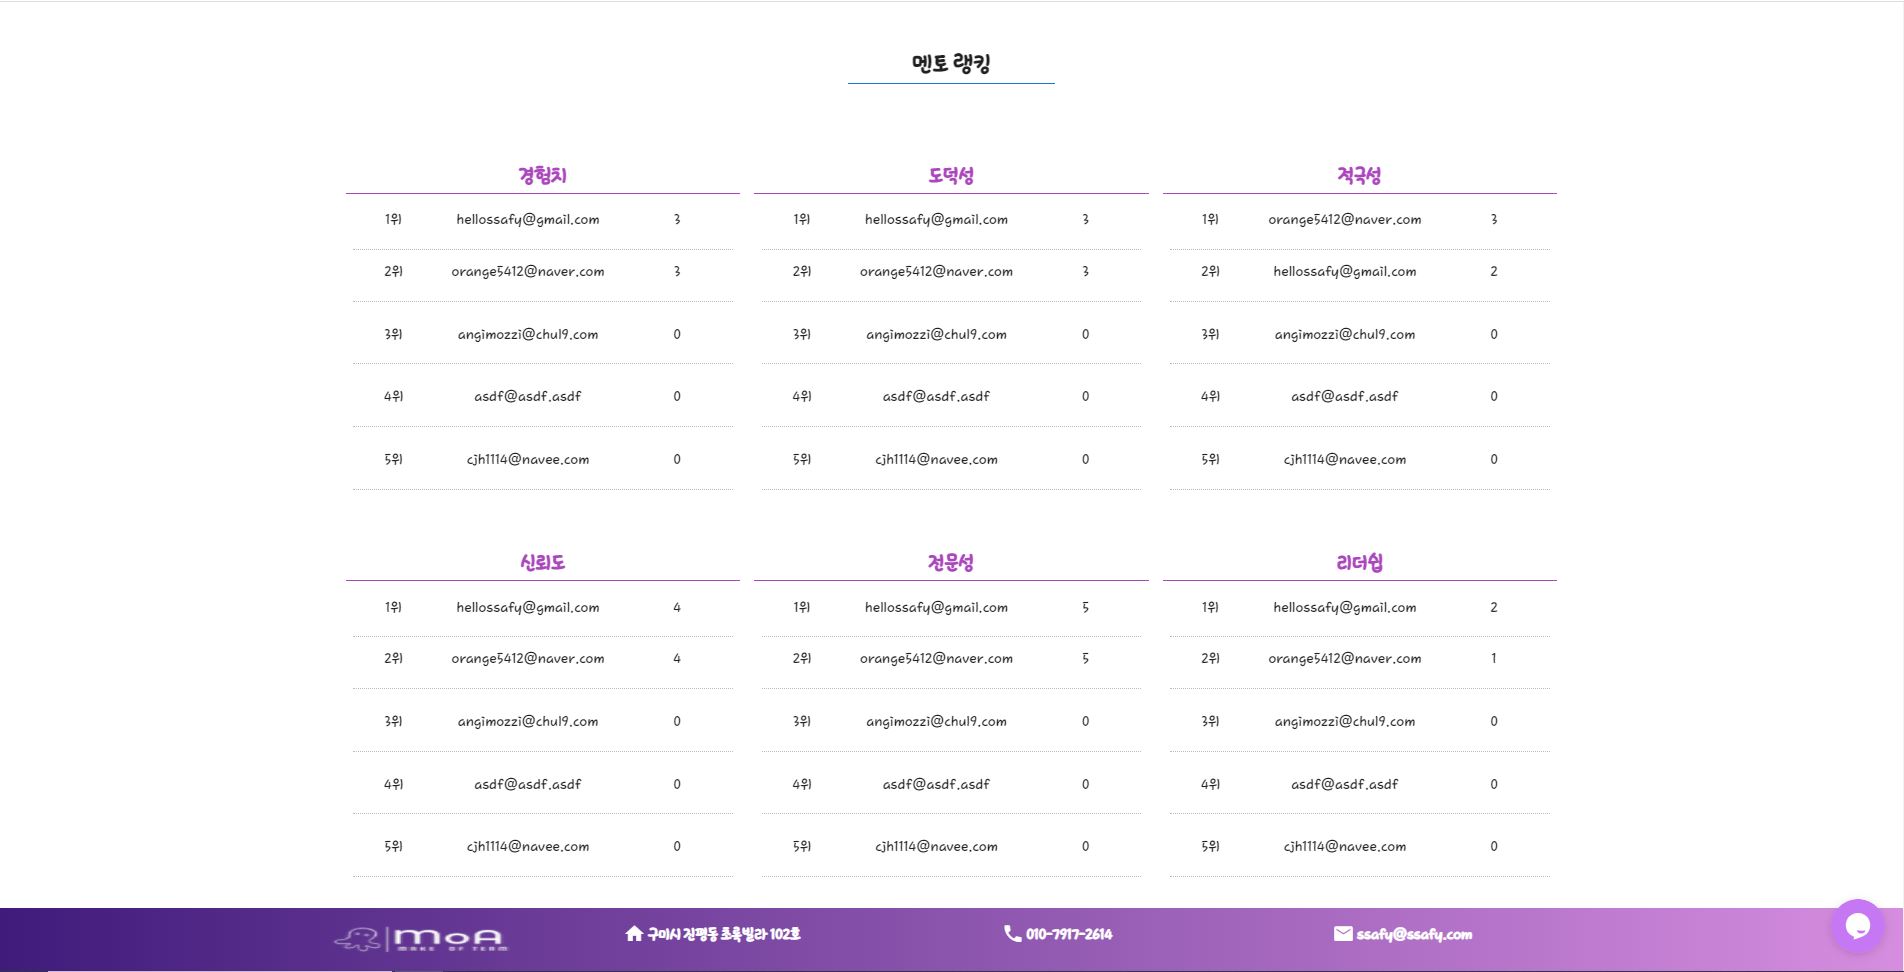 멘토 랭킹
경험치
1위 hellossafy@gmail.com 3
2위 orange5412@naver.com 3
3위 angimozzi@chul9.com 0
4위 asdf@asdf.asdf 0
5위 cjh1114@navee.com 0
도덕성
1위 hellossafy@gmail.com 3
2위 orange5412@naver.com 3
3위 angimozzi@chul9.com 0
4위 asdf@asdf.asdf 0
5위 cjh1114@navee.com 0
적극성
1위 orange5412@naver.com 3
2위 hellossafy@gmail.com 2
3위 angimozzi@chul9.com 0
4위 asdf@asdf.asdf 0
5위 cjh1114@navee.com 0
신뢰도
1위 hellossafy@gmail.com 4
2위 orange5412@naver.com 4
3위 angimozzi@chul9.com 0
4위 asdf@asdf.asdf 0
5위 cjh1114@navee.com 0
전문성
1위 hellossafy@gmail.com 5
2위 orange5412@naver.com 5
3위 angimozzi@chul9.com 0
4위 asdf@asdf.asdf 0
5위 cjh1114@navee.com 0
리더쉽
1위 hellossafy@gmail.com 2
2위 orange5412@naver.com 1
3위 angimozzi@chul9.com 0
4위 asdf@asdf.asdf 0
5위 cjh1114@navee.com 0
MoA
MAKE OF TEAM
구미시 진평동 초록빌라 102호
010-7917-2614
ssafy@ssafy.com